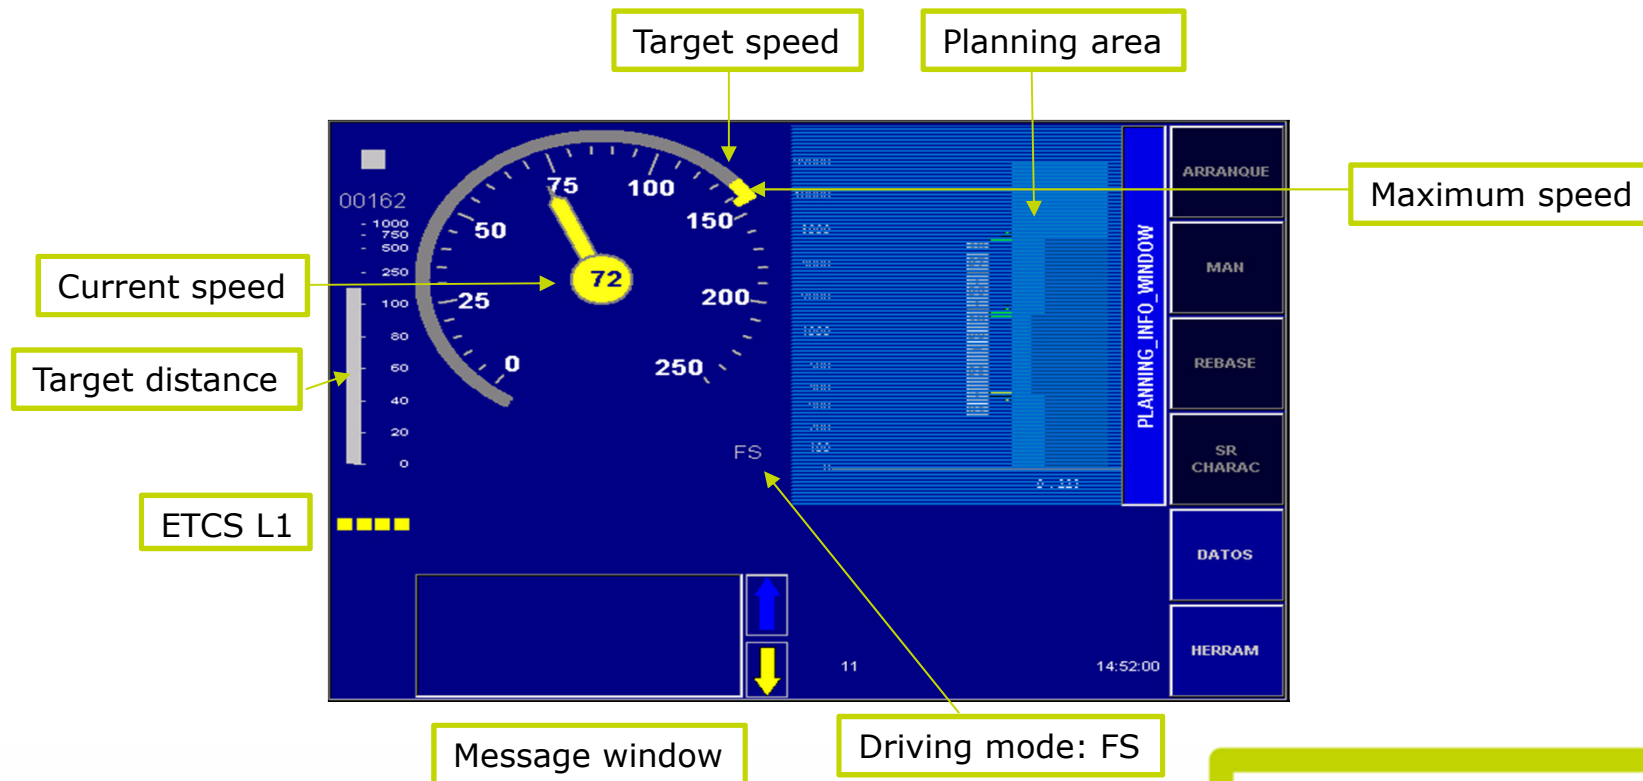 Target speed
Planning area
Maximum speed
Current speed
Target distance
ETCS L1
Message window
Driving mode: FS
00162
1000
750
500
250
100
80
60
40
20
0
0
25
50
75
100
150
200
250
72
FS
PLANNING_INFO_WINDOW
ARRANQUE
MAN
REBASE
SR
CHARAC
DATOS
HERRAM
11
14:52:00